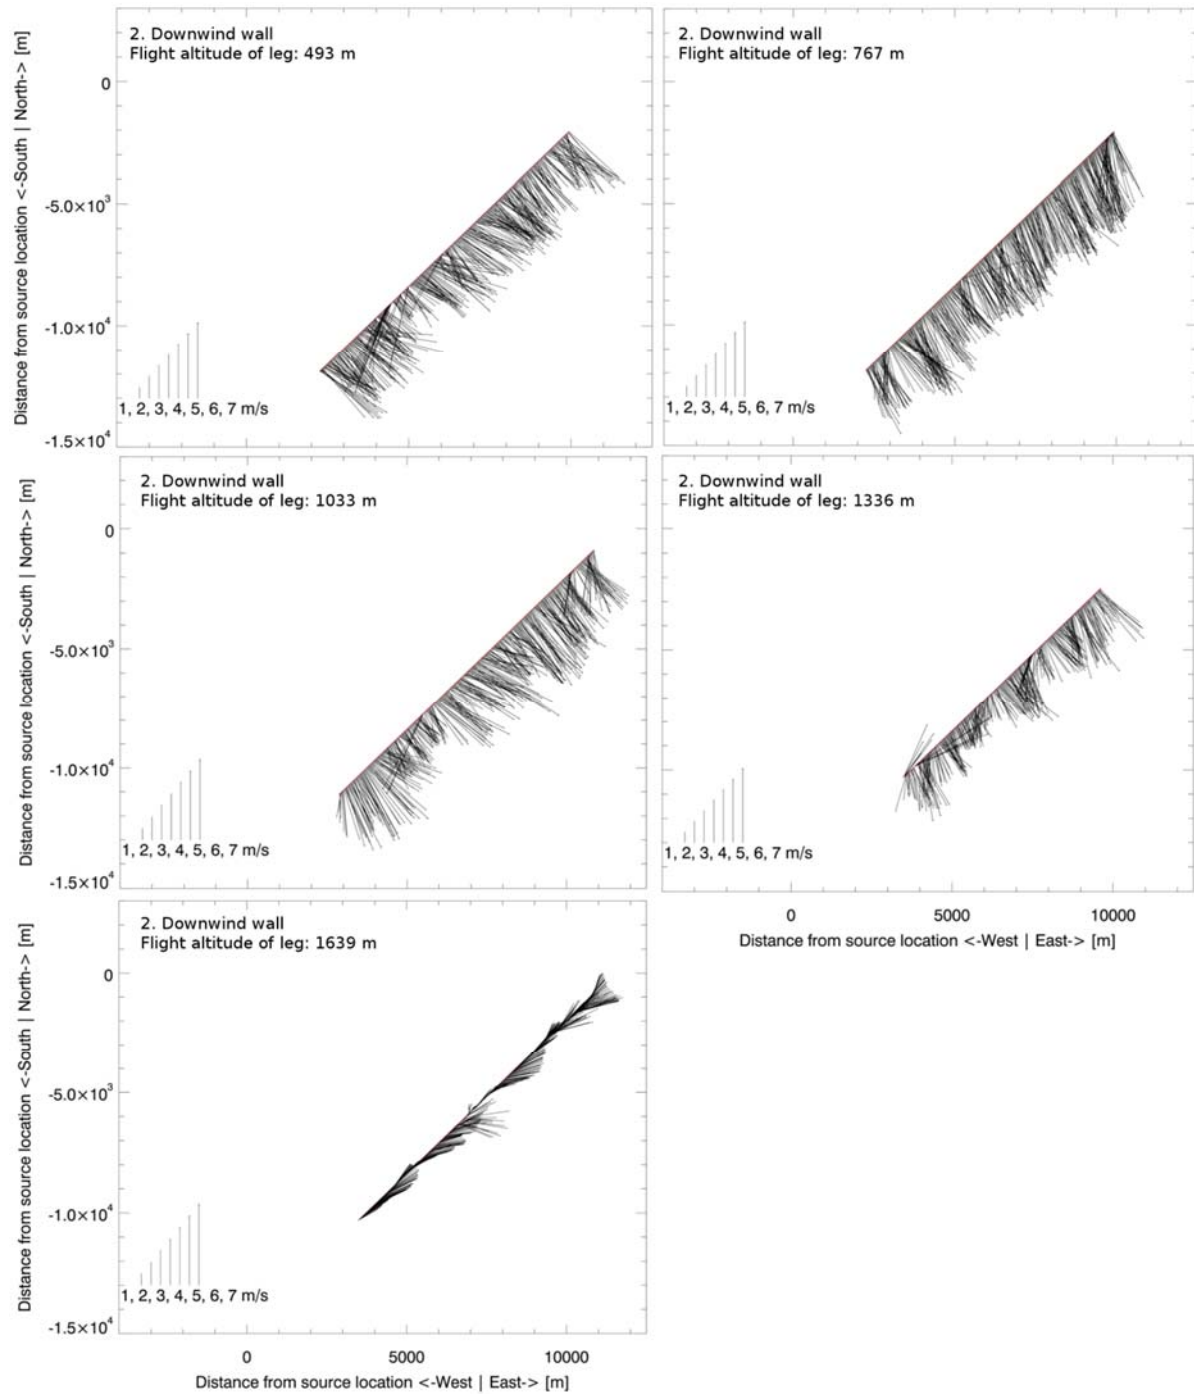 2. Downwind wall
Flight altitude of leg: 493 m
Distance from source location <-South | North-> [m]
0
-5.0×10³
-1.0×10⁴
-1.5×10⁴
1, 2, 3, 4, 5, 6, 7 m/s
2. Downwind wall
Flight altitude of leg: 767 m
1, 2, 3, 4, 5, 6, 7 m/s
2. Downwind wall
Flight altitude of leg: 1033 m
Distance from source location <-South | North-> [m]
0
-5.0×10³
-1.0×10⁴
-1.5×10⁴
1, 2, 3, 4, 5, 6, 7 m/s
2. Downwind wall
Flight altitude of leg: 1336 m
1, 2, 3, 4, 5, 6, 7 m/s
0 5000 10000
Distance from source location <-West | East-> [m]
2. Downwind wall
Flight altitude of leg: 1639 m
Distance from source location <-South | North-> [m]
0
-5.0×10³
-1.0×10⁴
-1.5×10⁴
1, 2, 3, 4, 5, 6, 7 m/s
0 5000 10000
Distance from source location <-West | East-> [m]